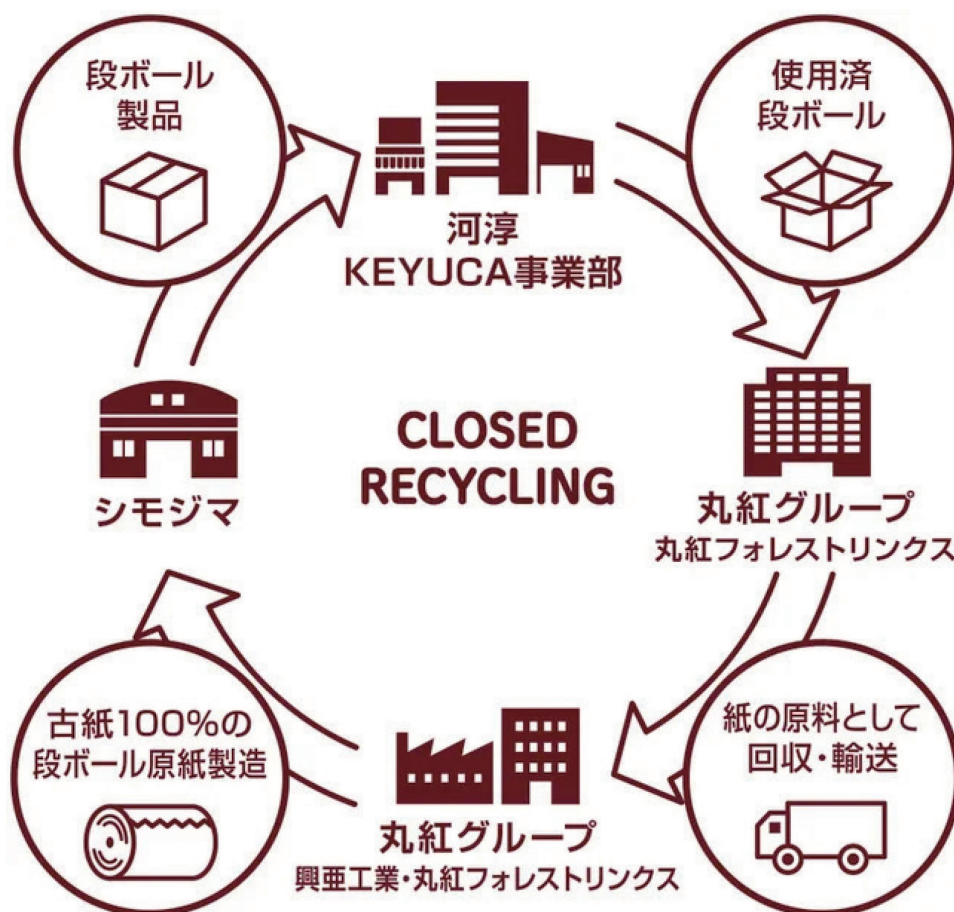 段ボール
製品
使用済
段ボール
河淳
KEYUCA事業部
CLOSED
RECYCLING
シモジマ
丸紅グループ
丸紅フォレストリンクス
古紙100%の
段ボール原紙製造
紙の原料として
回収・輸送
丸紅グループ
興亜工業・丸紅フォレストリンクス